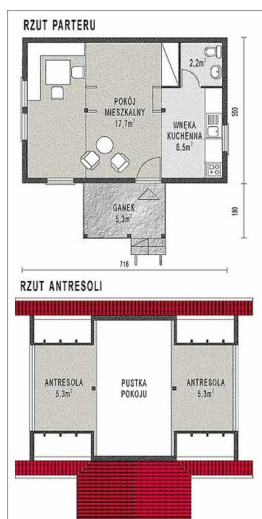 RZUT PARTERU
2,2m²
POKÓJ
MIESZKALNY
17,7m²
WNĘKA
KUCHENNA
6,5m²
500
GANEK
5,3m²
190
716
RZUT ANTRESOLI
ANTRESOLA
5,3m²
PUSTKA
POKOJU
ANTRESOLA
5,3m²